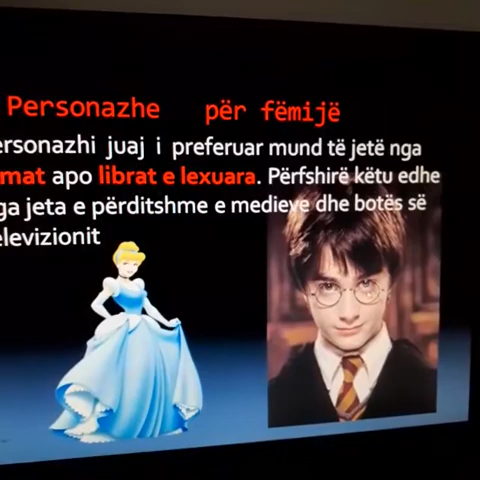 Personazhe për fëmijë
ersonazhi juaj i preferuar mund të jetë nga
mat apo librat e lexuara. Përfshirë këtu edhe
ga jeta e përditshme e medieve dhe botës së
elevizionit